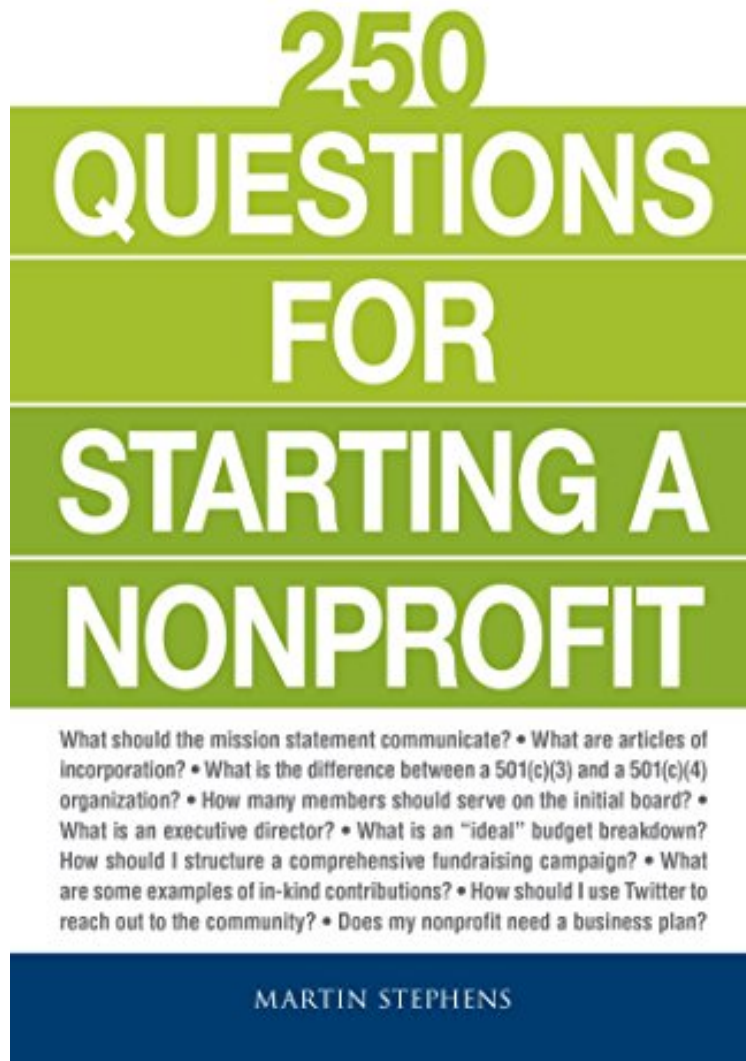 250
QUESTIONS
FOR
STARTING A
NONPROFIT
What should the mission statement communicate? • What are articles of
incorporation? • What is the difference between a 501(c)(3) and a 501(c)(4)
organization? • How many members should serve on the initial board? •
What is an executive director? • What is an “ideal” budget breakdown?
How should I structure a comprehensive fundraising campaign? • What
are some examples of in-kind contributions? • How should I use Twitter to
reach out to the community? • Does my nonprofit need a business plan?
MARTIN STEPHENS